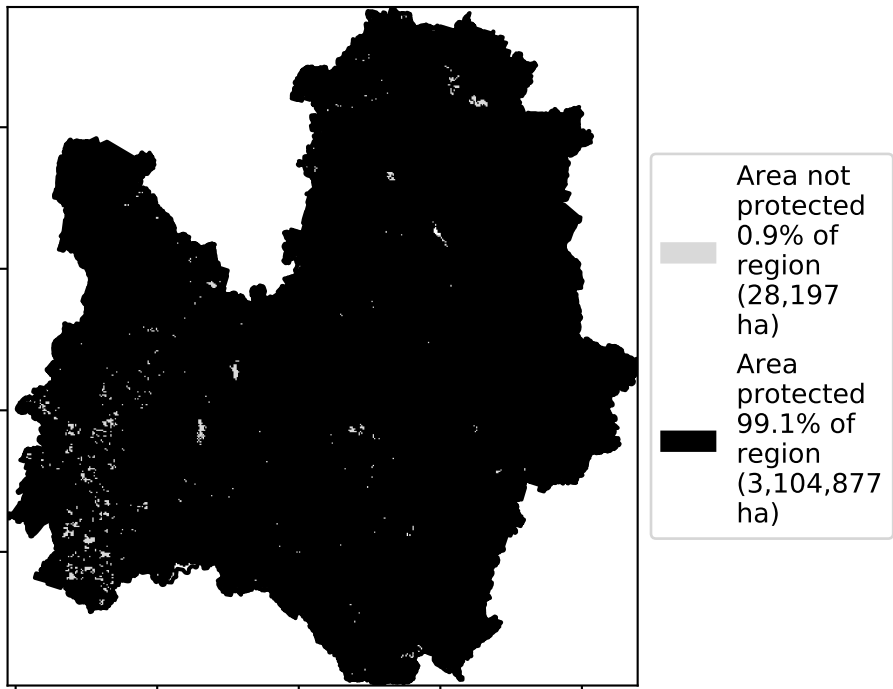 Area not
protected
0.9% of
region
(28,197
ha)
Area
protected
99.1% of
region
(3,104,877
ha)